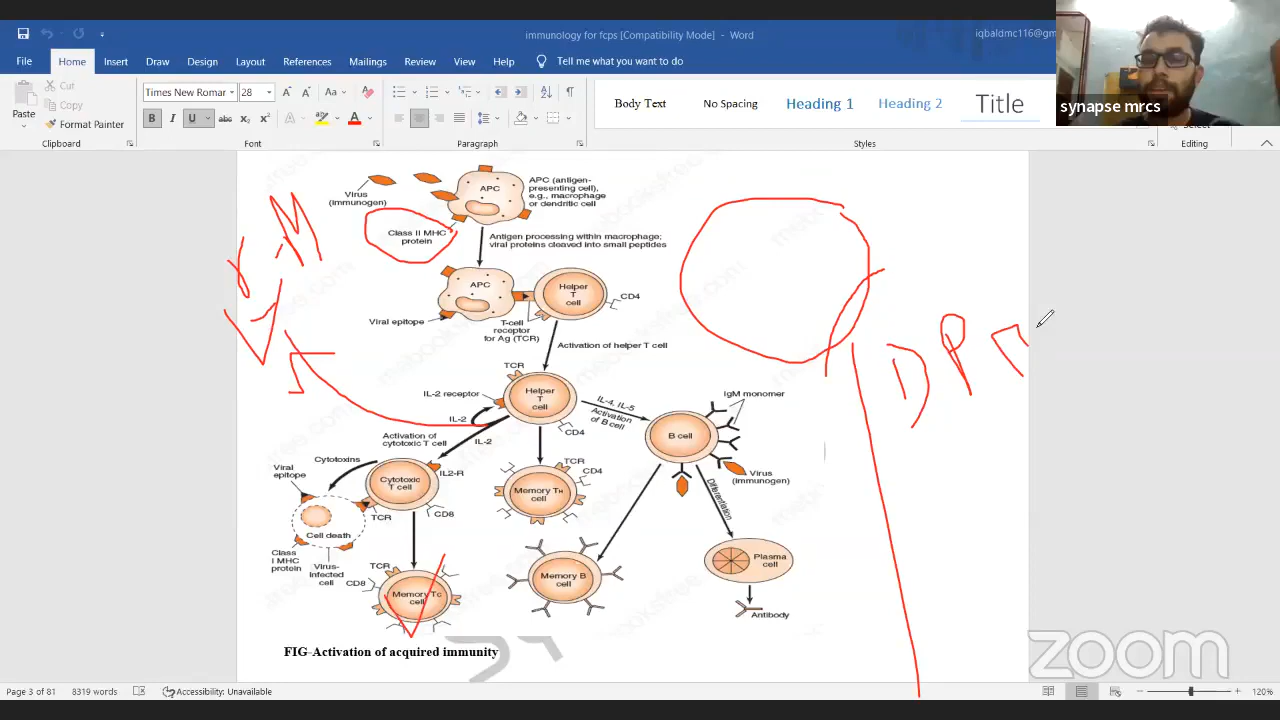 immunology for fcps [Compatibility Mode] - Word
iqbaldmc116@gm
File Home Insert Draw Design Layout References Mailings Review View Help Tell me what you want to do
Paste
Cut
Copy
Format Painter
Times New Romar 28
Body Text
No Spacing
Heading 1
Heading 2
Title
synapse mrcs
Clipboard
Font
Paragraph
Styles
Editing
Virus
(immunogen)
APC
APC (antigen-
presenting cell),
e.g., macrophage
or dendritic cell
Class II MHC
protein
Antigen processing within macrophage;
viral proteins cleaved into small peptides
APC
Helper
T
cell
CD4
Viral epitope
T-cell
receptor
for Ag (TCR)
Activation of helper T cell
TCR
IL-2 receptor
Helper
T
cell
IL-2
IL-2
CD4
IL-4, IL-5
Activation
of B cell
IgM monomer
B cell
Virus
(immunogen)
Differentiation
Activation of
cytotoxic T cell
Cytotoxins
Viral
epitope
IL2-R
Cytotoxic
T cell
TCR
CD8
Cell death
Class
I MHC
protein
Virus-
infected
cell
TCR
CD4
Memory TH
cell
TCR
CD8
Memory TC
cell
Memory B
cell
Plasma
cell
Antibody
DPR
FIG-Activation of acquired immunity
zoom
Page 3 of 81 8319 words Accessibility: Unavailable
120%